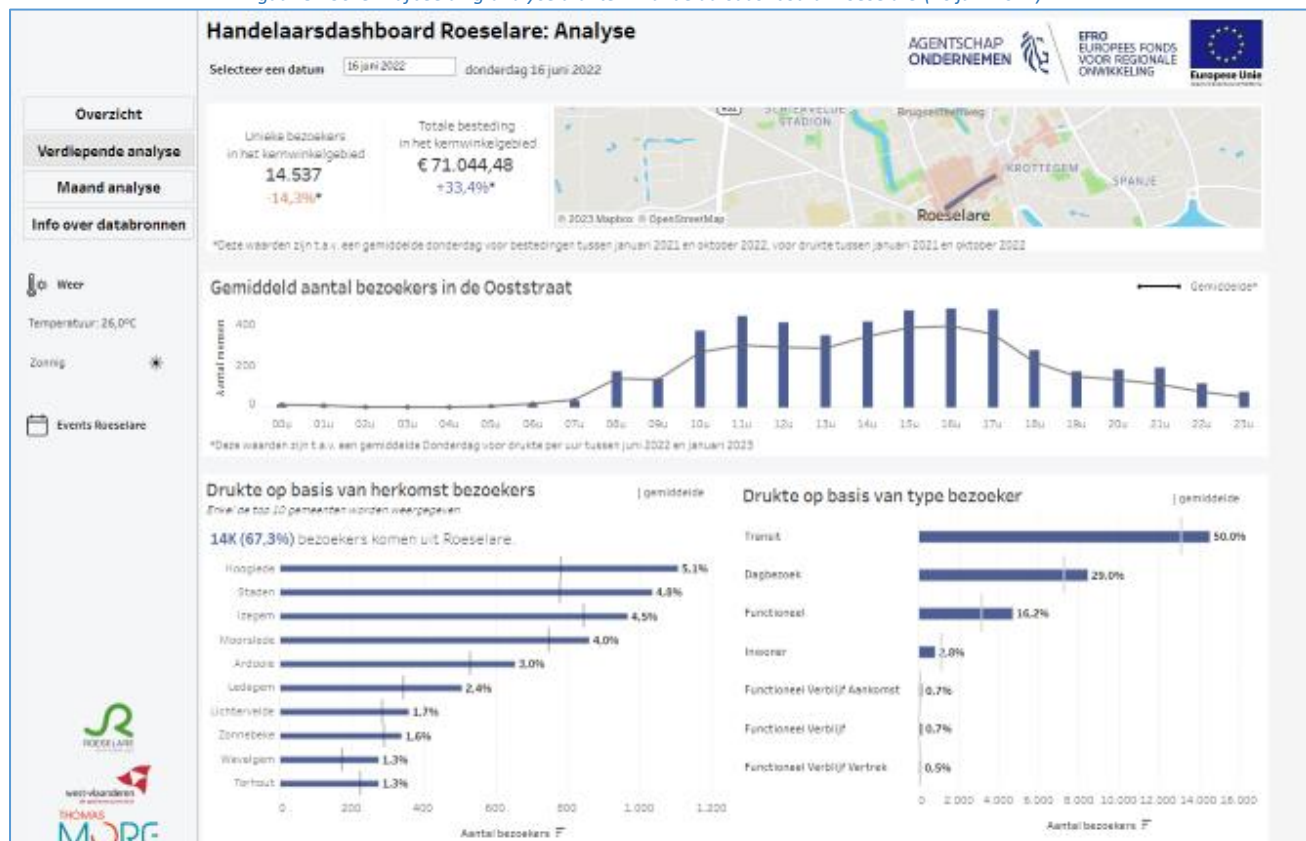 Handelaarsdashboard Roeselare: Analyse
Selecteer een datum 16 juni 2022 donderdag 16 juni 2022
AGENTSCHAP
ONDERNEMEN
EFRO
EUROPEES FONDS
VOOR REGIONALE
ONWIKKELING
Europese Unie
Overzicht
Verdiepende analyse
Maand analyse
Info over databronnen
Weer
Temperatuur: 26,0°C
Zonnig
Events Roeselare
Unieke bezoekers
in het kernwinkelgebied
14.537
-14,3%*
Totale besteding
in het kernwinkelgebied
€ 71.044,48
+33,4%*
STADION
KROTTEGEM
SPANJE
Roeselare
© 2023 Mapbox © OpenStreetMap
*Deze waarden zijn t.a.v. een gemiddelde donderdag voor bestedingen tussen januari 2021 en oktober 2022, voor drukte tussen januari 2021 en oktober 2022
Gemiddeld aantal bezoekers in de Ooststraat
Gemiddelde*
Aantal mensen
400
200
0
00u 01u 02u 03u 04u 05u 06u 07u 08u 09u 10u 11u 12u 13u 14u 15u 16u 17u 18u 19u 20u 21u 22u 23u
*Deze waarden zijn t.a.v. een gemiddelde Donderdag voor drukte per uur tussen juni 2022 en januari 2023
Drukte op basis van herkomst bezoekers
| gemiddelde
Enkel de top 10 gemeenten worden weergegeven
14K (67,3%) bezoekers komen uit Roeselare.
Hooglede 5,1%
Staden 4,8%
Izegem 4,5%
Moorslede 4,0%
Ardooie 3,0%
Ledegem 2,4%
Lichtervelde 1,7%
Zonnebeke 1,6%
Wevelgem 1,3%
Torhout 1,3%
0 200 400 600 800 1.000 1.200
Aantal bezoekers
Drukte op basis van type bezoeker
| gemiddelde
Transit 50,0%
Dagbezoek 29,0%
Functioneel 16,2%
Inwoner 2,8%
Functioneel Verblijf Aankomst 0,7%
Functioneel Verblijf 0,7%
Functioneel Verblijf Vertrek 0,5%
0 2.000 4.000 6.000 8.000 10.000 12.000 14.000 16.000
Aantal bezoekers
ROESELARE
west-vlaanderen
THOMAS
MORE